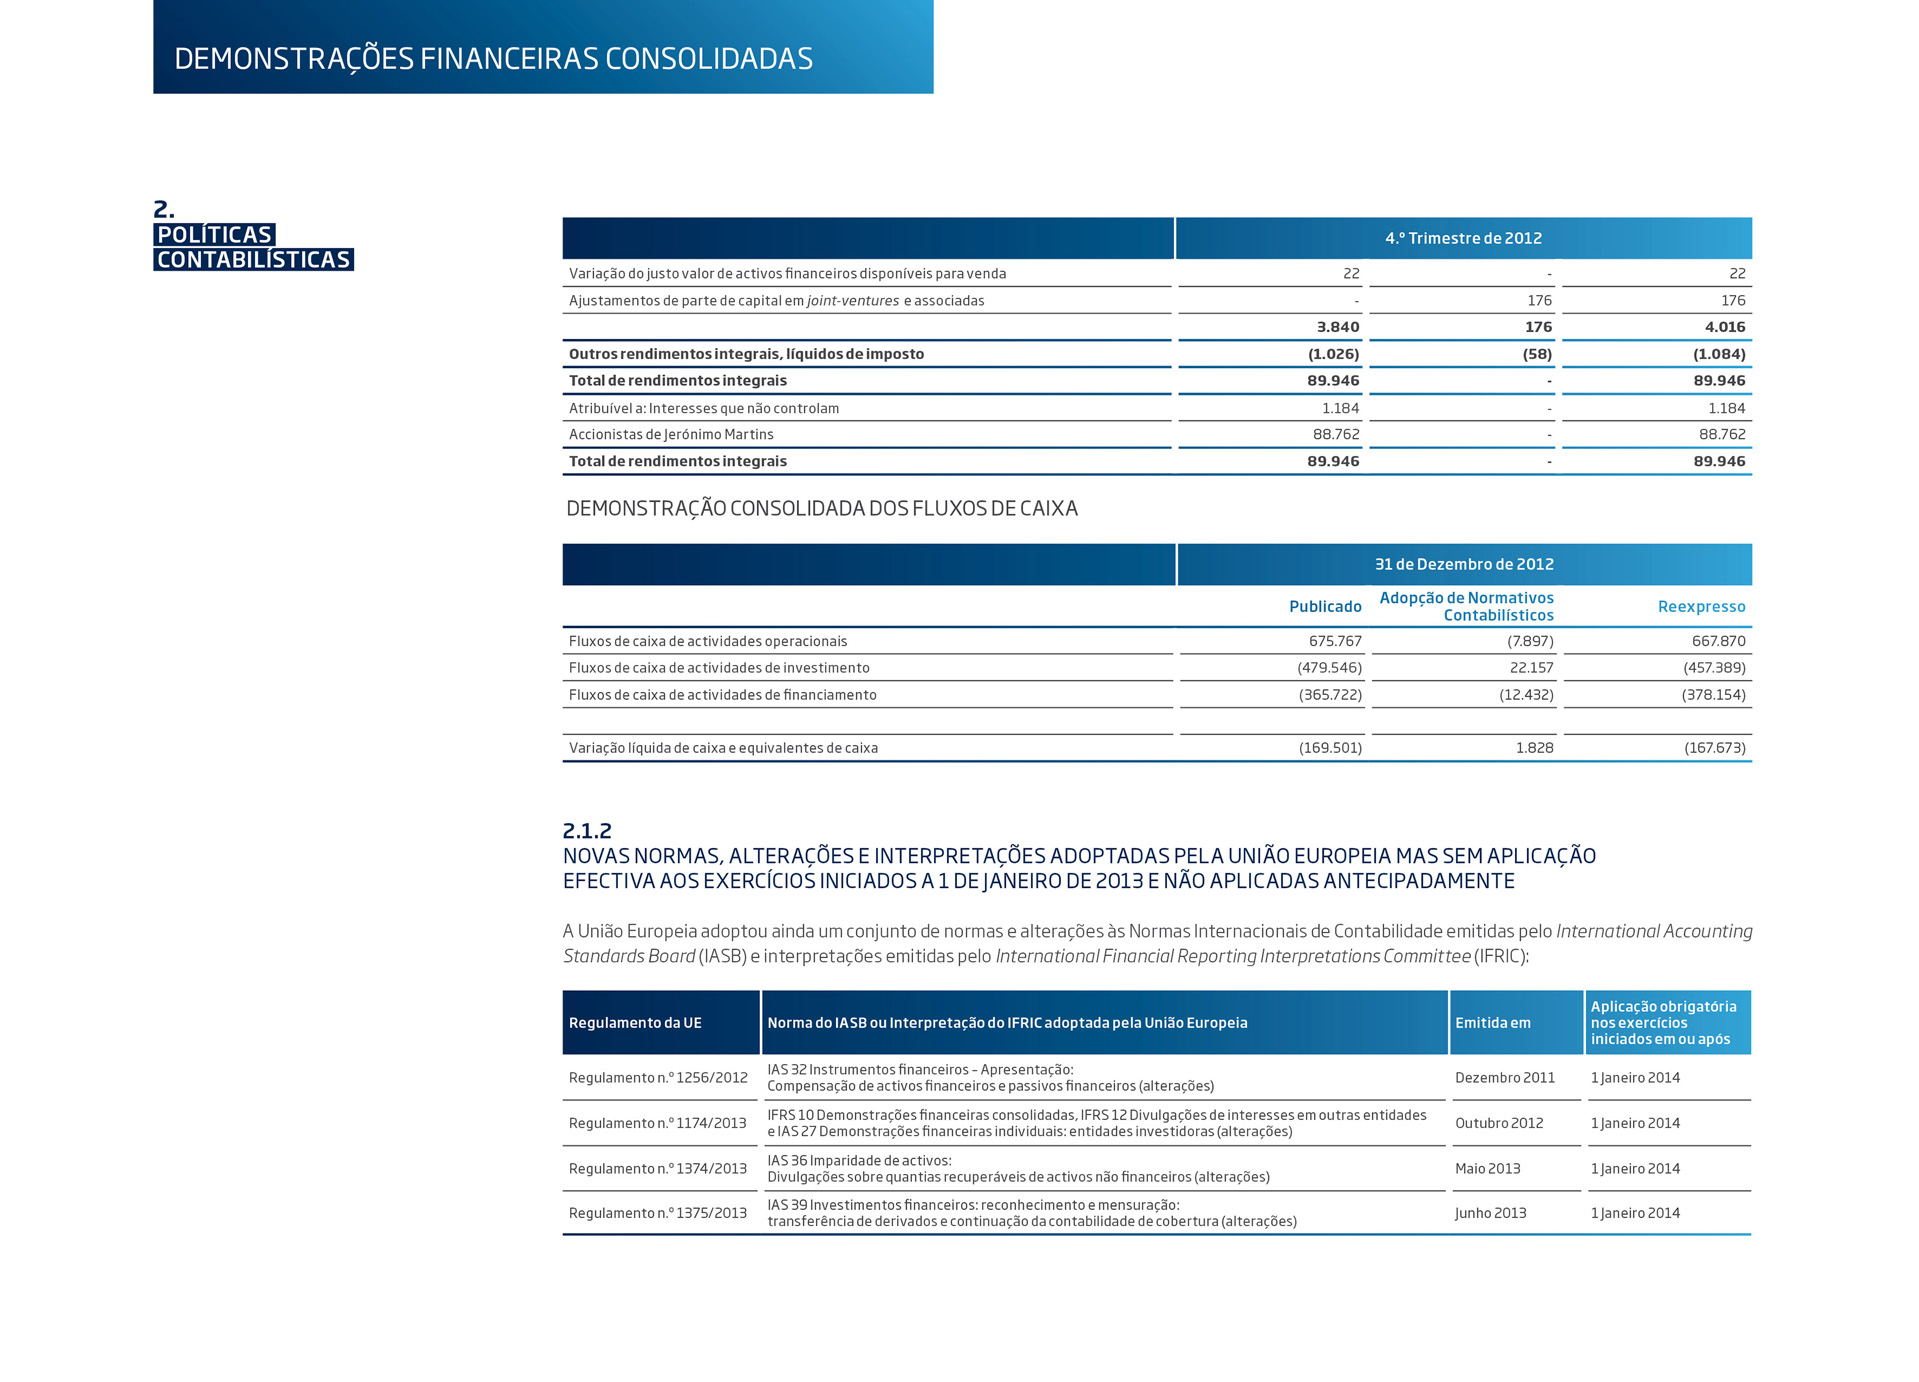 DEMONSTRAÇÕES FINANCEIRAS CONSOLIDADAS
2.
POLÍTICAS
CONTABILÍSTICAS
4.º Trimestre de 2012
Variação do justo valor de activos financeiros disponíveis para venda 22 - 22
Ajustamentos de parte de capital em joint-ventures e associadas - 176 176
3.840 176 4.016
Outros rendimentos integrais, líquidos de imposto (1.026) (58) (1.084)
Total de rendimentos integrais 89.946 - 89.946
Atribuível a: Interesses que não controlam 1.184 - 1.184
Accionistas de Jerónimo Martins 88.762 - 88.762
Total de rendimentos integrais 89.946 - 89.946
DEMONSTRAÇÃO CONSOLIDADA DOS FLUXOS DE CAIXA
31 de Dezembro de 2012
Publicado Adopção de Normativos Contabilísticos Reexpresso
Fluxos de caixa de actividades operacionais 675.767 (7.897) 667.870
Fluxos de caixa de actividades de investimento (479.546) 22.157 (457.389)
Fluxos de caixa de actividades de financiamento (365.722) (12.432) (378.154)
Variação líquida de caixa e equivalentes de caixa (169.501) 1.828 (167.673)
2.1.2
NOVAS NORMAS, ALTERAÇÕES E INTERPRETAÇÕES ADOPTADAS PELA UNIÃO EUROPEIA MAS SEM APLICAÇÃO
EFECTIVA AOS EXERCÍCIOS INICIADOS A 1 DE JANEIRO DE 2013 E NÃO APLICADAS ANTECIPADAMENTE
A União Europeia adoptou ainda um conjunto de normas e alterações às Normas Internacionais de Contabilidade emitidas pelo International Accounting
Standards Board (IASB) e interpretações emitidas pelo International Financial Reporting Interpretations Committee (IFRIC):
Regulamento da UE Norma do IASB ou Interpretação do IFRIC adoptada pela União Europeia Emitida em Aplicação obrigatória nos exercícios iniciados em ou após
Regulamento n.º 1256/2012 IAS 32 Instrumentos financeiros – Apresentação:
Compensação de activos financeiros e passivos financeiros (alterações) Dezembro 2011 1 Janeiro 2014
Regulamento n.º 1174/2013 IFRS 10 Demonstrações financeiras consolidadas, IFRS 12 Divulgações de interesses em outras entidades
e IAS 27 Demonstrações financeiras individuais: entidades investidoras (alterações) Outubro 2012 1 Janeiro 2014
Regulamento n.º 1374/2013 IAS 36 Imparidade de activos:
Divulgações sobre quantias recuperáveis de activos não financeiros (alterações) Maio 2013 1 Janeiro 2014
Regulamento n.º 1375/2013 IAS 39 Investimentos financeiros: reconhecimento e mensuração:
transferência de derivados e continuação da contabilidade de cobertura (alterações) Junho 2013 1 Janeiro 2014